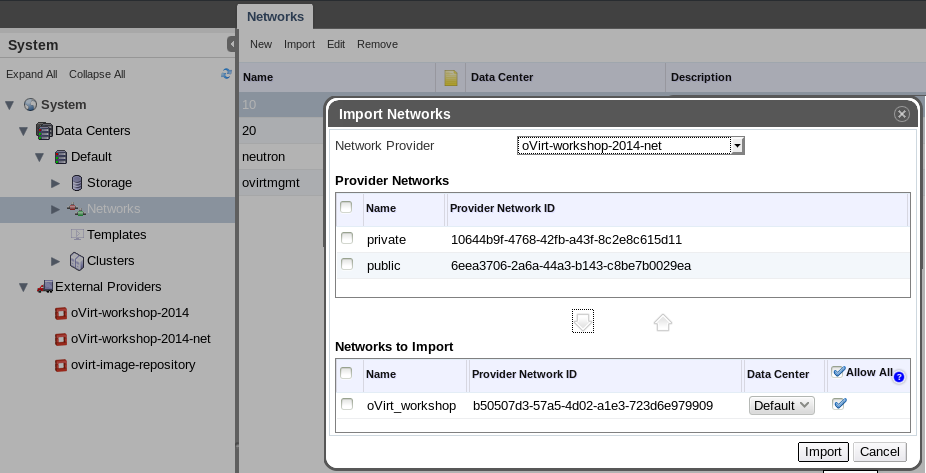 Networks
System
Expand All Collapse All
System
Data Centers
Default
Storage
Networks
Templates
Clusters
External Providers
oVirt-workshop-2014
oVirt-workshop-2014-net
ovirt-image-repository
New Import Edit Remove
Name Data Center Description
10
20
neutron
ovirtmgmt
Import Networks
Network Provider oVirt-workshop-2014-net
Provider Networks
Name Provider Network ID
private 10644b9f-4768-42fb-a43f-8c2e8c615d11
public 6eea3706-2a6a-44a3-b143-c8be7b0029ea
Networks to Import
Name Provider Network ID Data Center Allow All ?
oVirt_workshop b50507d3-57a5-4d02-a1e3-723d6e979909 Default
Import Cancel